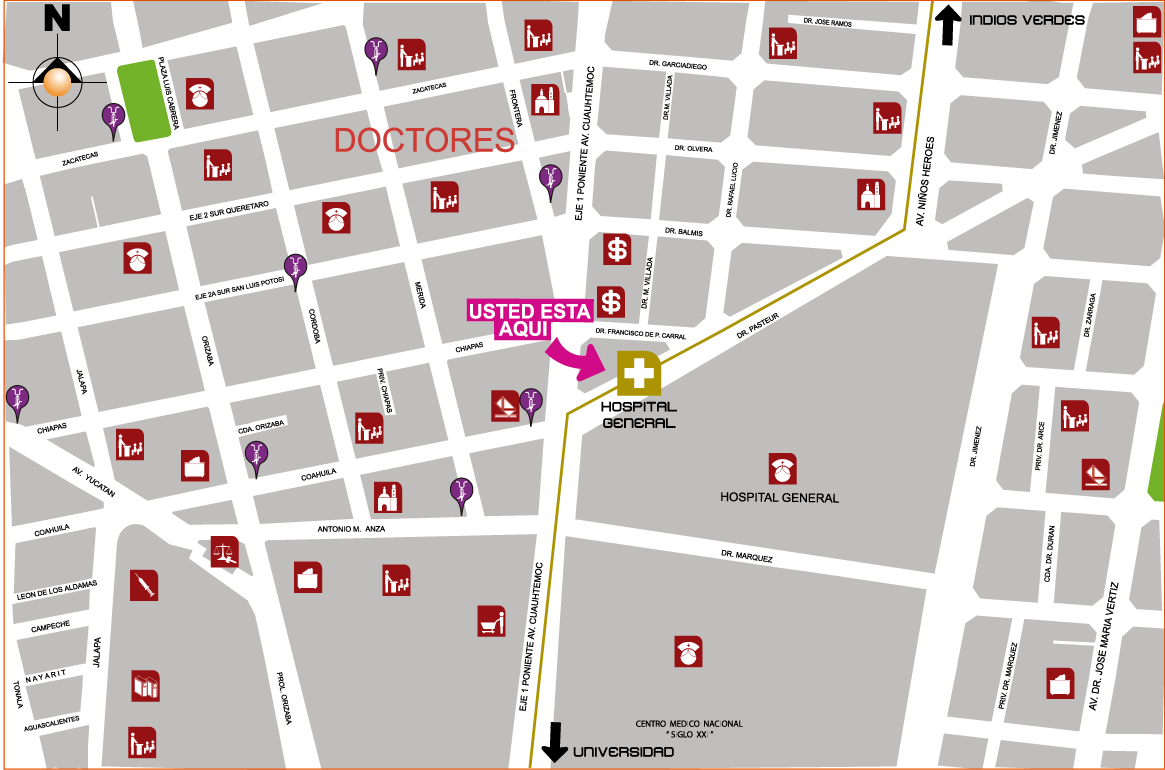 N
INDIOS VERDES
DR. JOSE RAMOS
PLAZA LUIS CABRERA
DR. GARCIADIEGO
ZACATECAS
FRONTERA
EJE 1 PONIENTE AV. CUAUHTEMOC
DR.M. VILLADA
DR. JIMENEZ
DOCTORES
ZACATECAS
DR. OLVERA
DR. RAFAEL LUCIO
AV. NIÑOS HEROES
EJE 2 SUR QUERETARO
DR. BALMIS
$
DR. M. VILLADA
EJE 2A SUR SAN LUIS POTOSI
MERIDA
CORDOBA
ORIZABA
$
USTED ESTA
AQUI
DR. FRANCISCO DE P. CARRAL
DR. PASTEUR
DR. ZARRAGA
CHIAPAS
JALAPA
PRIV. CHIAPAS
HOSPITAL
GENERAL
CHIAPAS
CDA. ORIZABA
DR. JIMENEZ
PRIV. DR. ARCE
AV. YUCATAN
COAHUILA
HOSPITAL GENERAL
COAHUILA
ANTONIO M. ANZA
DR. MARQUEZ
CDA. DR. DURAN
LEON DE LOS ALDAMAS
EJE 1 PONIENTE AV. CUAUHTEMOC
CAMPECHE
JALAPA
AV. DR. JOSE MARIA VERTIZ
NAYARIT
TONALA
PROL. ORIZABA
PRIV. DR. MARQUEZ
AGUASCALIENTES
CENTRO MEDICO NACIONAL
"SIGLO XXI"
UNIVERSIDAD